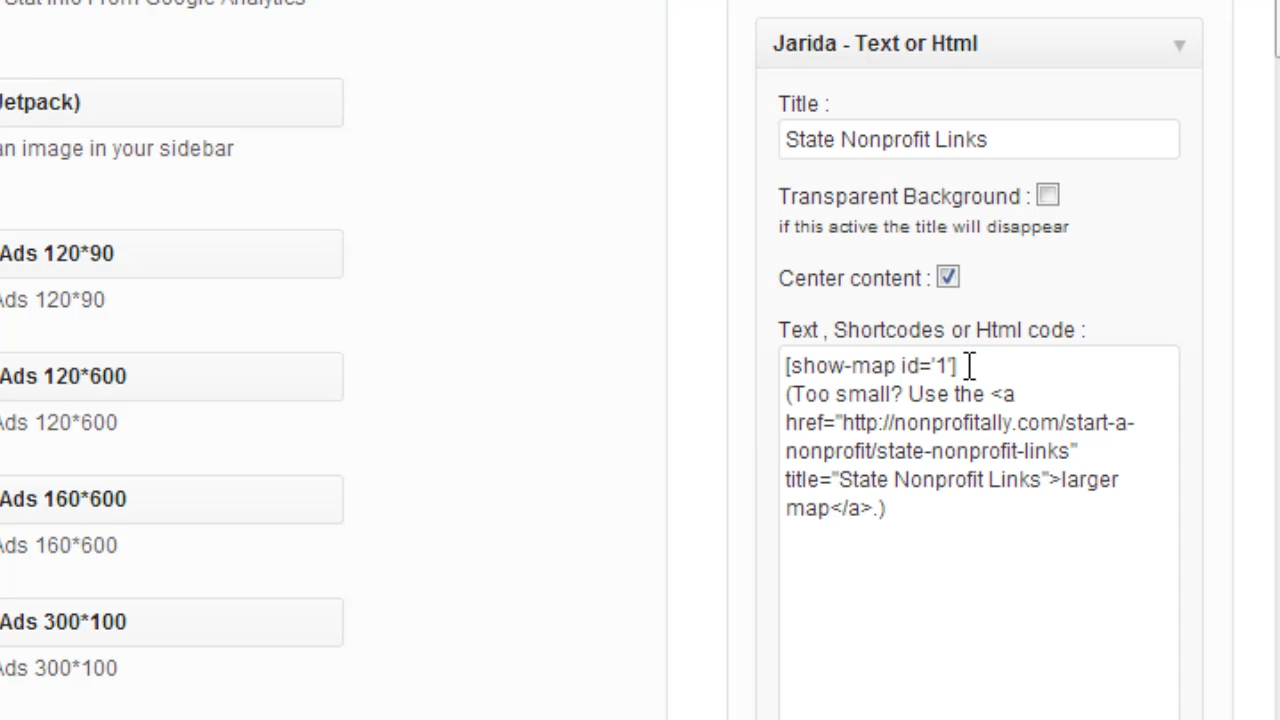 Stat Info From Google Analytics
Jetpack)
an image in your sidebar
Ads 120*90
Ads 120*90
Ads 120*600
Ads 120*600
Ads 160*600
Ads 160*600
Ads 300*100
Ads 300*100
Jarida - Text or Html
Title :
State Nonprofit Links
Transparent Background :
if this active the title will disappear
Center content :
Text , Shortcodes or Html code :
[show-map id='1']
(Too small? Use the <a
href="http://nonprofitally.com/start-a-
nonprofit/state-nonprofit-links"
title="State Nonprofit Links">larger
map</a>.)